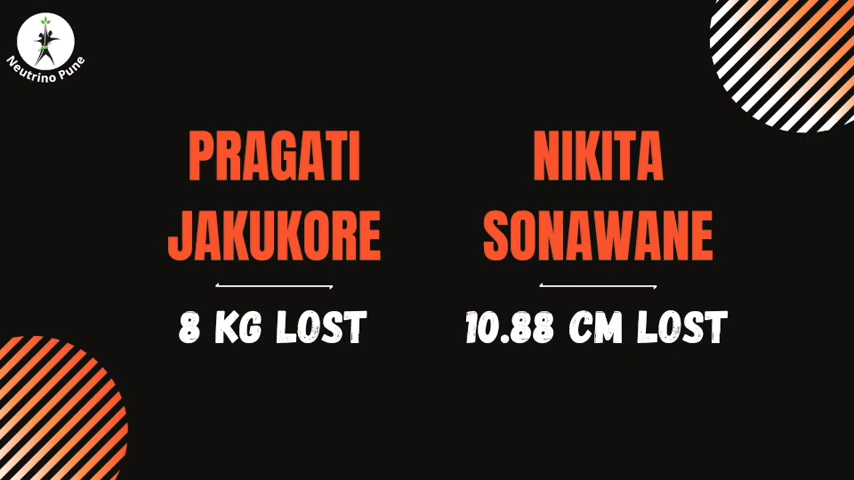 Neutrino Pune
PRAGATI
JAKUKORE
8 KG LOST
NIKITA
SONAWANE
10.88 CM LOST